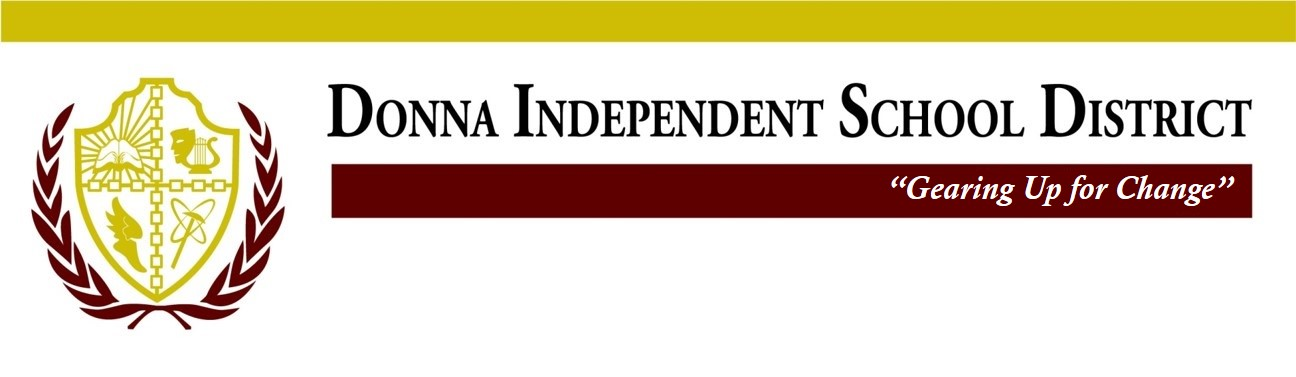 DONNA INDEPENDENT SCHOOL DISTRICT
“Gearing Up for Change”